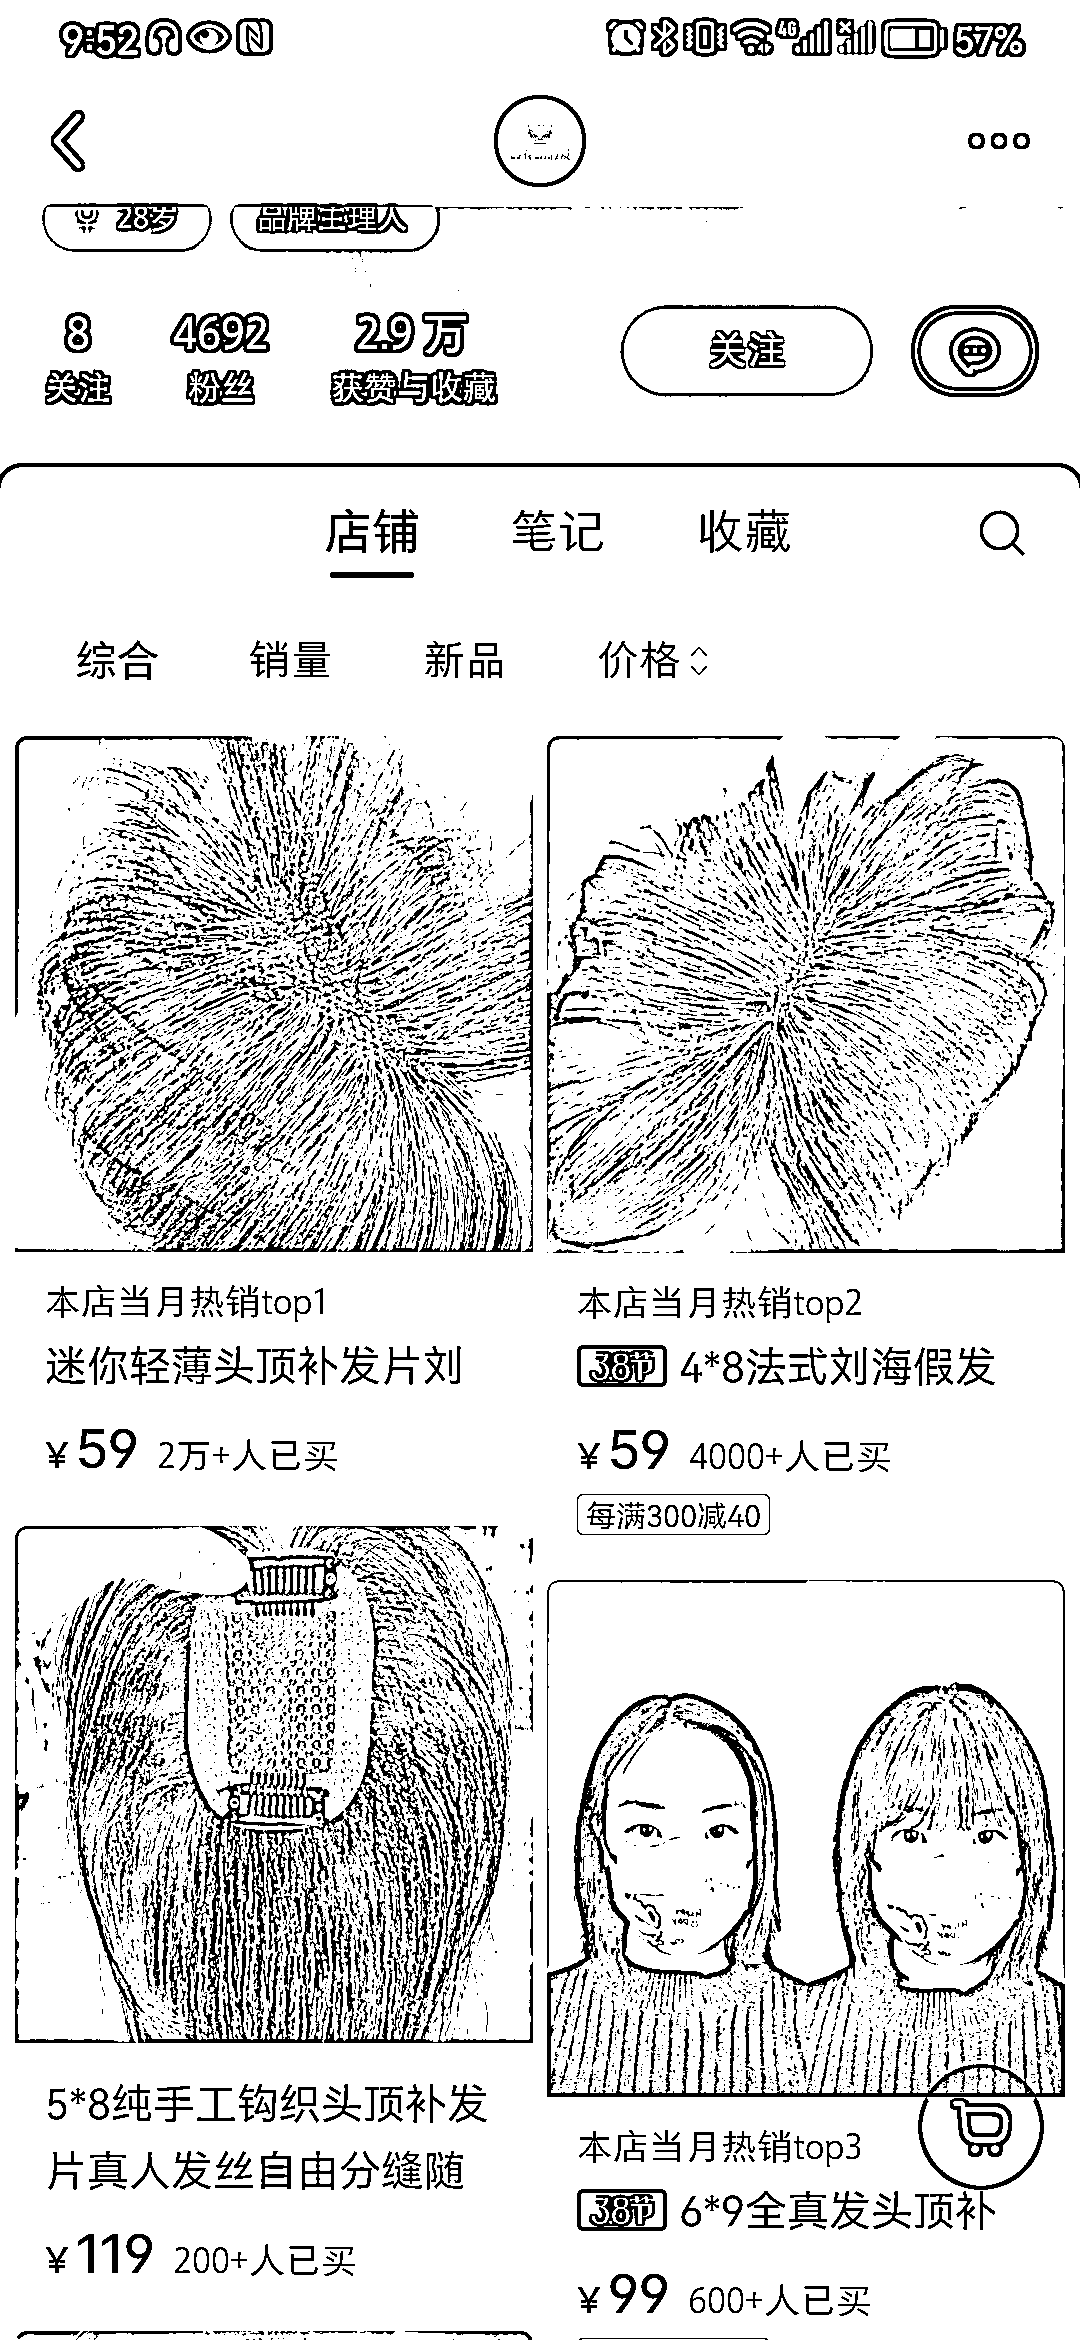 9:52
4G
57%
28岁
品牌主理人
8
4692
2.9万
关注
粉丝
获赞与收藏
关注
店铺
笔记
收藏
综合
销量
新品
价格
本店当月热销top1
迷你轻薄头顶补发片刘
¥59 2万+人已买
本店当月热销top2
38节 4*8法式刘海假发
¥59 4000+人已买
每满300减40
5*8纯手工钩织头顶补发
片真人发丝自由分缝随
¥119 200+人已买
本店当月热销top3
38节 6*9全真发头顶补
¥99 600+人已买